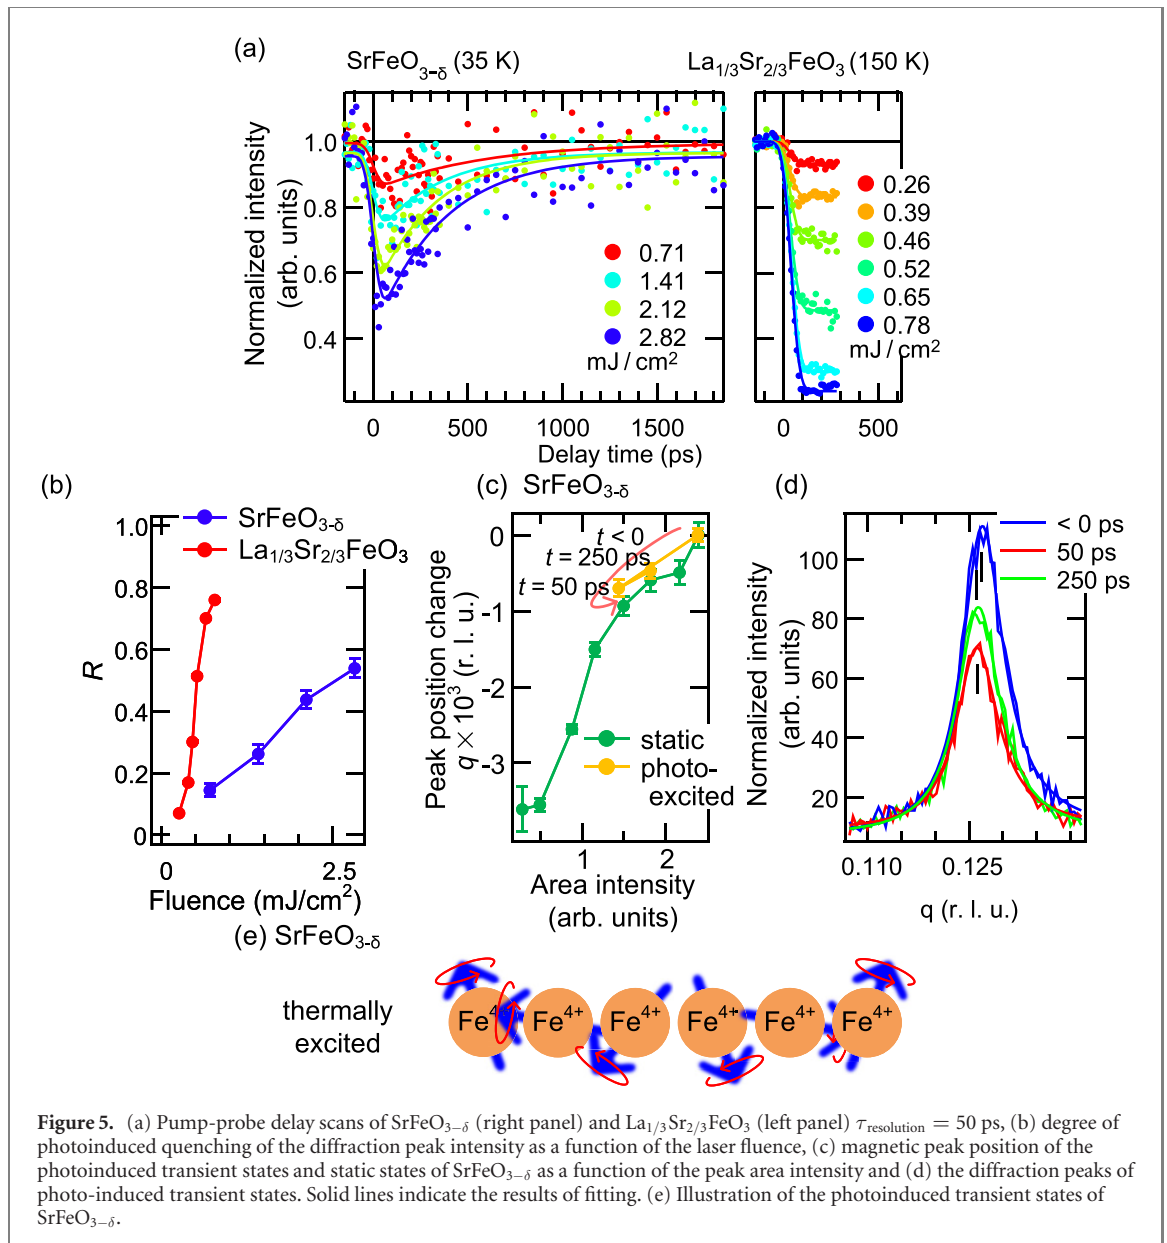 (a)
SrFeO3−δ (35 K)
La1/3Sr2/3FeO3 (150 K)
Normalized intensity
(arb. units)
1.0
0.8
0.6
0.4
0.71
1.41
2.12
2.82
mJ / cm2
0.26
0.39
0.46
0.52
0.65
0.78
mJ / cm2
0 500 1000 1500
0 500
Delay time (ps)
(b)
SrFeO3-δ
La1/3Sr2/3FeO3
R
1.0
0.8
0.6
0.4
0.2
0
0 2.5
Fluence (mJ/cm2)
(c) SrFeO3-δ
Peak position change
q × 103 (r. l. u.)
0
-1
-2
-3
t < 0
t = 250 ps
t = 50 ps
static
photo-
excited
1 2
Area intensity
(arb. units)
(d)
< 0 ps
50 ps
250 ps
Normalized intensity
(arb. units)
100
80
60
40
20
0.110 0.125
q (r. l. u.)
(e) SrFeO3-δ
thermally
excited
Fe4+ Fe4+ Fe4+ Fe4+ Fe4+ Fe4+
Figure 5. (a) Pump-probe delay scans of SrFeO3−δ (right panel) and La1/3Sr2/3FeO3 (left panel) τresolution = 50 ps, (b) degree of
photoinduced quenching of the diffraction peak intensity as a function of the laser fluence, (c) magnetic peak position of the
photoinduced transient states and static states of SrFeO3−δ as a function of the peak area intensity and (d) the diffraction peaks of
photo-induced transient states. Solid lines indicate the results of fitting. (e) Illustration of the photoinduced transient states of
SrFeO3−δ.